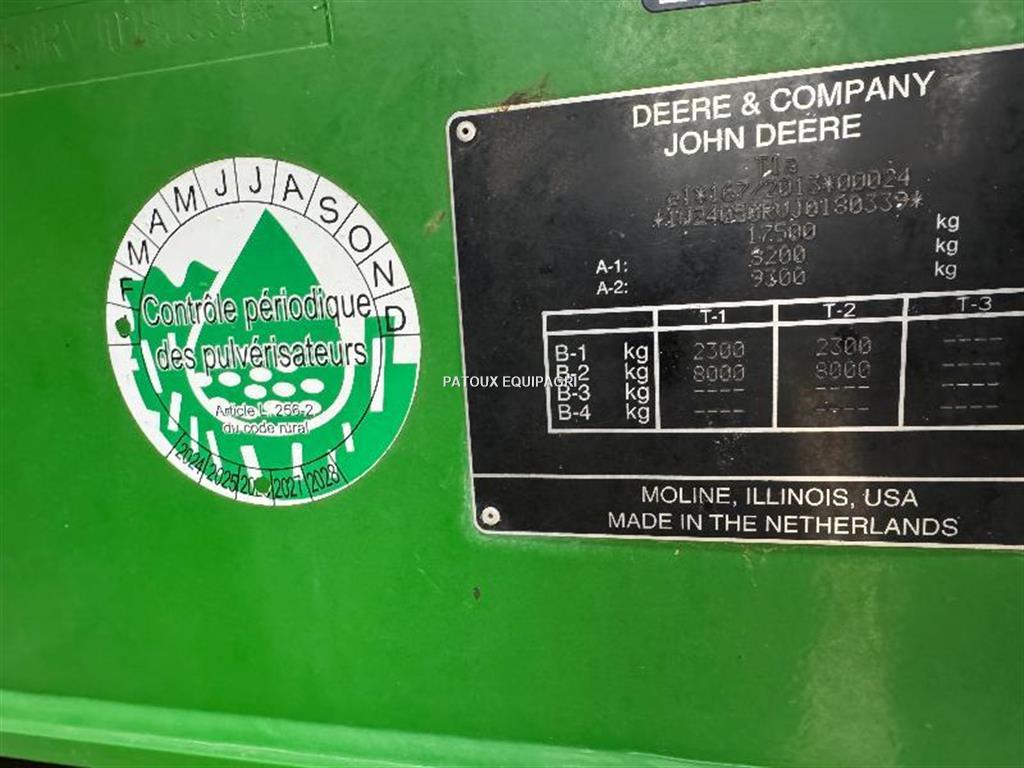 DEERE & COMPANY
JOHN DEERE
T1a
e1*167/2013*00024
*1W24050RVJ0180339*
17500 kg
A-1: 8200 kg
A-2: 9300 kg
T-1 T-2 T-3
B-1 kg 2300 2300 ----
B-2 kg 8000 8000 ----
B-3 kg ---- ---- ----
B-4 kg ---- ---- ----
MOLINE, ILLINOIS, USA
MADE IN THE NETHERLANDS
F M A M J J A S O N D
Contrôle périodique
des pulvérisateurs
Article L. 256-2
du code rural
2024 2025 2027 2028
PATOUX EQUIPAGRI